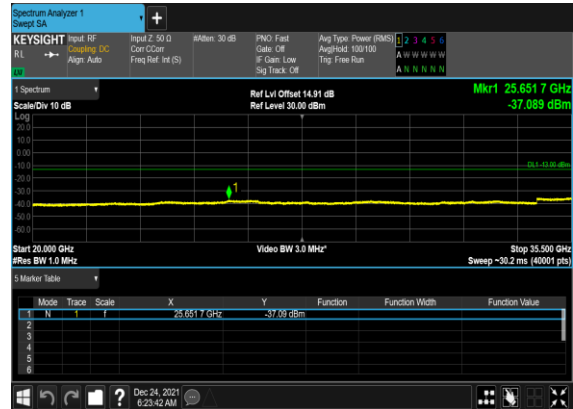 Spectrum Analyzer 1
Swept SA
KEYSIGHT Input: RF Input Z: 50 Ω #Atten: 30 dB PNO: Fast Avg Type: Power (RMS) 1 2 3 4 5 6
RL Coupling: DC Corr CCorr Gate: Off Avg|Hold: 100/100 A W W W W W
Align: Auto Freq Ref: Int (S) IF Gain: Low Trig: Free Run
Sig Track: Off A N N N N N
1 Spectrum Ref Lvl Offset 14.91 dB Mkr1 25.651 7 GHz
Scale/Div 10 dB Ref Level 30.00 dBm -37.089 dBm
Log
20.0
10.0
0.00
-10.0
DL1 -13.00 dBm
-20.0
-30.0
1
-40.0
-50.0
-60.0
Start 20.000 GHz Video BW 3.0 MHz* Stop 35.500 GHz
#Res BW 1.0 MHz Sweep ~30.2 ms (40001 pts)
5 Marker Table
Mode Trace Scale X Y Function Function Width Function Value
1 N 1 f 25.651 7 GHz -37.09 dBm
2
3
4
5
6
? Dec 24, 2021
6:23:42 AM